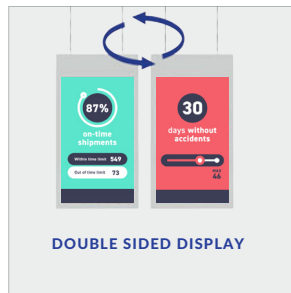 87%
on-time
shipments
Within time limit 549
Out of time limit 73
30
days without
accidents
MAX
46
DOUBLE SIDED DISPLAY